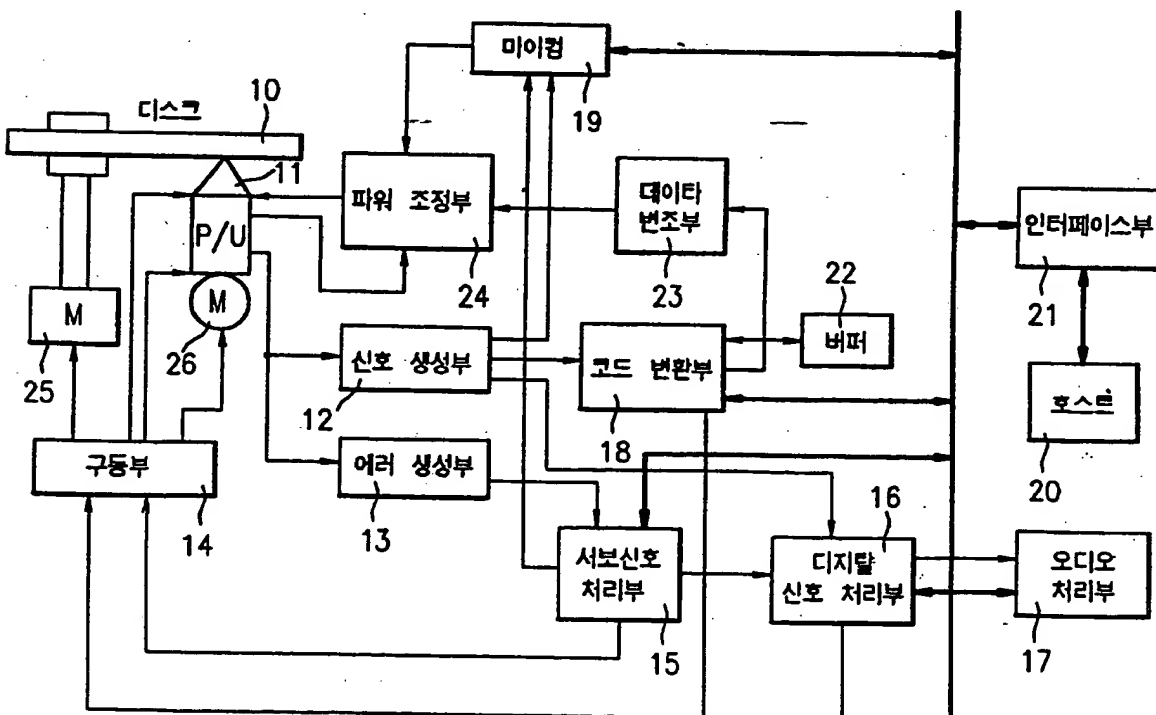 미이컴
19
디스크
10
11
파워 조정부
24
데이타
변조부
23
인터페이스부
21
P/U
M
25
M
26
22
버퍼
신호 생성부
12
코드 변환부
18
호스트
20
구동부
14
에러 생성부
13
16
서보신호
처리부
15
디지탈
신호 처리부
오디오
처리부
17